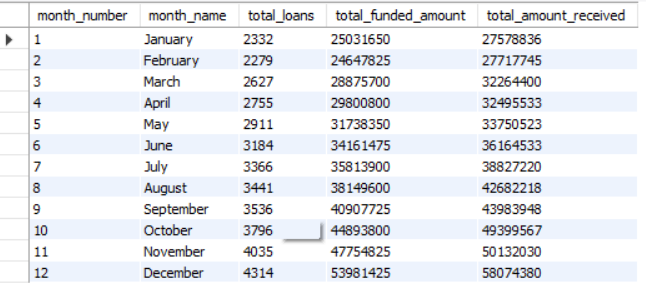 month_number month_name total_loans total_funded_amount total_amount_received
1 January 2332 25031650 27578836
2 February 2279 24647825 27717745
3 March 2627 28875700 32264400
4 April 2755 29800800 32495533
5 May 2911 31738350 33750523
6 June 3184 34161475 36164533
7 July 3366 35813900 38827220
8 August 3441 38149600 42682218
9 September 3536 40907725 43983948
10 October 3796 44893800 49399567
11 November 4035 47754825 50132030
12 December 4314 53981425 58074380